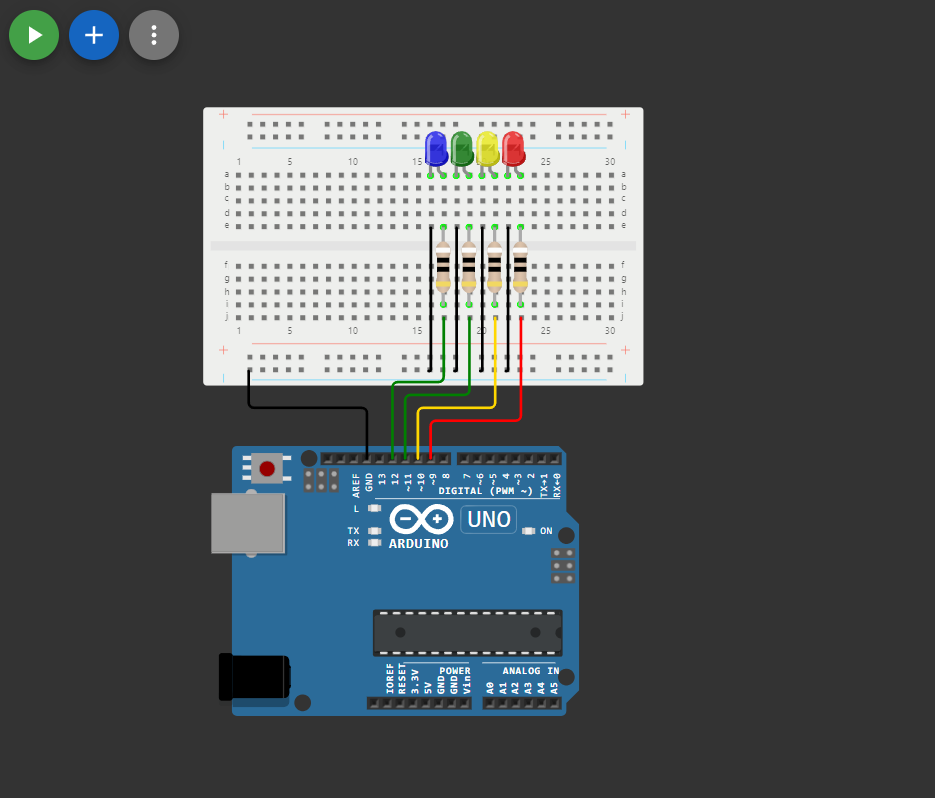 + +
| |
1 5 10 15 20 25 30
a a
b b
c c
d d
e e
f f
g g
h h
i i
j j
1 5 10 15 20 25 30
+ +
| |
AREF GND 13 12 ~11 ~10 ~9 8 7 ~6 ~5 4 ~3 2 TX→1 RX←0
DIGITAL (PWM ~)
L
TX
RX
UNO
ON
ARDUINO
IOREF RESET 3.3V 5V GND GND Vin
POWER
ANALOG IN
A0 A1 A2 A3 A4 A5